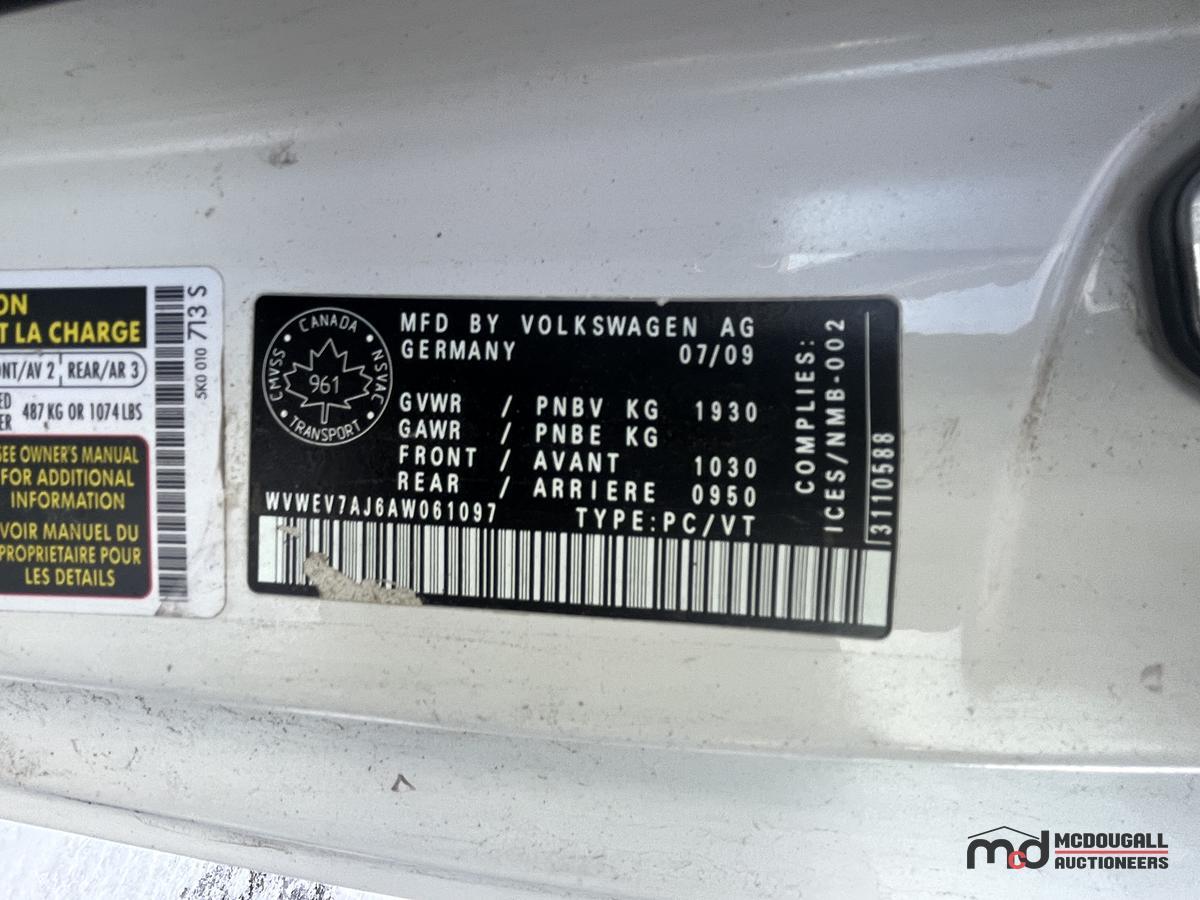 ON
T LA CHARGE
NT/AV 2 REAR/AR 3
ED
ER 487 KG OR 1074 LBS
SEE OWNER'S MANUAL
FOR ADDITIONAL
INFORMATION
VOIR MANUEL DU
PROPRIETAIRE POUR
LES DETAILS
5K0 010 713 S
CANADA
CMVSS
NSVAC
961
TRANSPORT
MFD BY VOLKSWAGEN AG
GERMANY 07/09
GVWR / PNBV KG 1930
GAWR / PNBE KG
FRONT / AVANT 1030
REAR / ARRIERE 0950
WVWEV7AJ6AW061097 TYPE:PC/VT
COMPLIES:
ICES/NMB-002
3110588
mcd MCDOUGALL
AUCTIONEERS